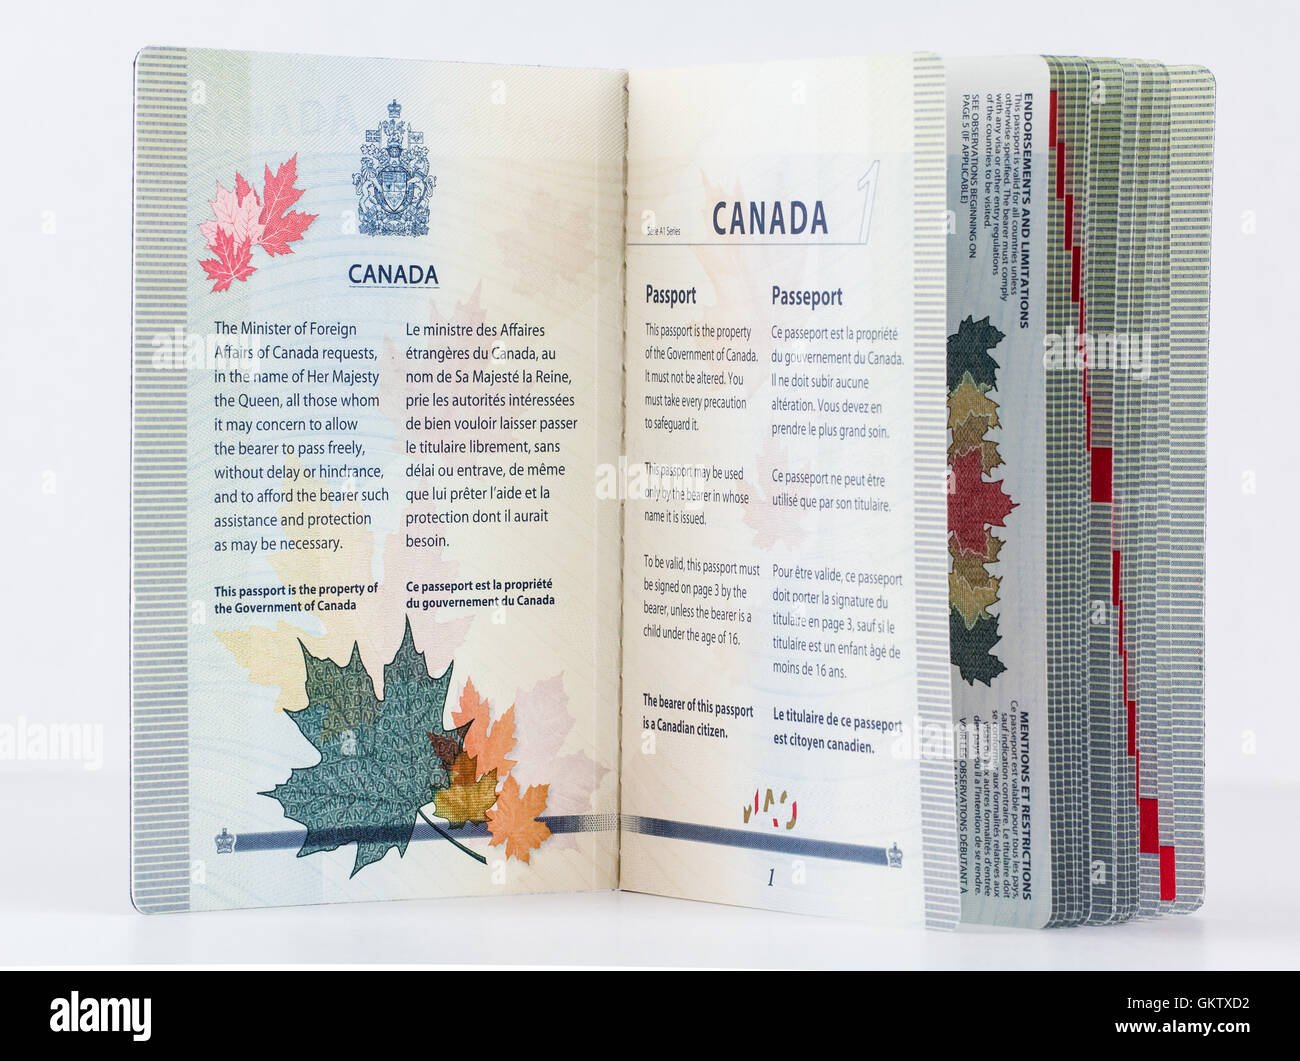 CANADA
The Minister of Foreign
Affairs of Canada requests,
in the name of Her Majesty
the Queen, all those whom
it may concern to allow
the bearer to pass freely,
without delay or hindrance,
and to afford the bearer such
assistance and protection
as may be necessary.
This passport is the property of
the Government of Canada
Le ministre des Affaires
étrangères du Canada, au
nom de Sa Majesté la Reine,
prie les autorités intéressées
de bien vouloir laisser passer
le titulaire librement, sans
délai ou entrave, de même
que lui prêter l'aide et la
protection dont il aurait
besoin.
Ce passeport est la propriété
du gouvernement du Canada
Série A1 Series
CANADA
1
Passport
This passport is the property
of the Government of Canada.
It must not be altered. You
must take every precaution
to safeguard it.
This passport may be used
only by the bearer in whose
name it is issued.
To be valid, this passport must
be signed on page 3 by the
bearer, unless the bearer is a
child under the age of 16.
The bearer of this passport
is a Canadian citizen.
Passeport
Ce passeport est la propriété
du gouvernement du Canada.
Il ne doit subir aucune
altération. Vous devez en
prendre le plus grand soin.
Ce passeport ne peut être
utilisé que par son titulaire.
Pour être valide, ce passeport
doit porter la signature du
titulaire en page 3, sauf si le
titulaire est un enfant âgé de
moins de 16 ans.
Le titulaire de ce passeport
est citoyen canadien.
1
ENDORSEMENTS AND LIMITATIONS
This passport is valid for all countries unless
otherwise specified. The bearer must comply
with any visa or other entry regulations
of the countries to be visited.
SEE OBSERVATIONS BEGINNING ON
PAGE 5 (IF APPLICABLE)
MENTIONS ET RESTRICTIONS
Ce passeport est valable pour tous les pays,
sauf indication contraire. Le titulaire doit
se conformer aux formalités relatives aux
visas ou aux autres formalités d'entrée
des pays où il a l'intention de se rendre.
VOIR LES OBSERVATIONS DÉBUTANT À
alamy
Image ID: GKTXD2
www.alamy.com